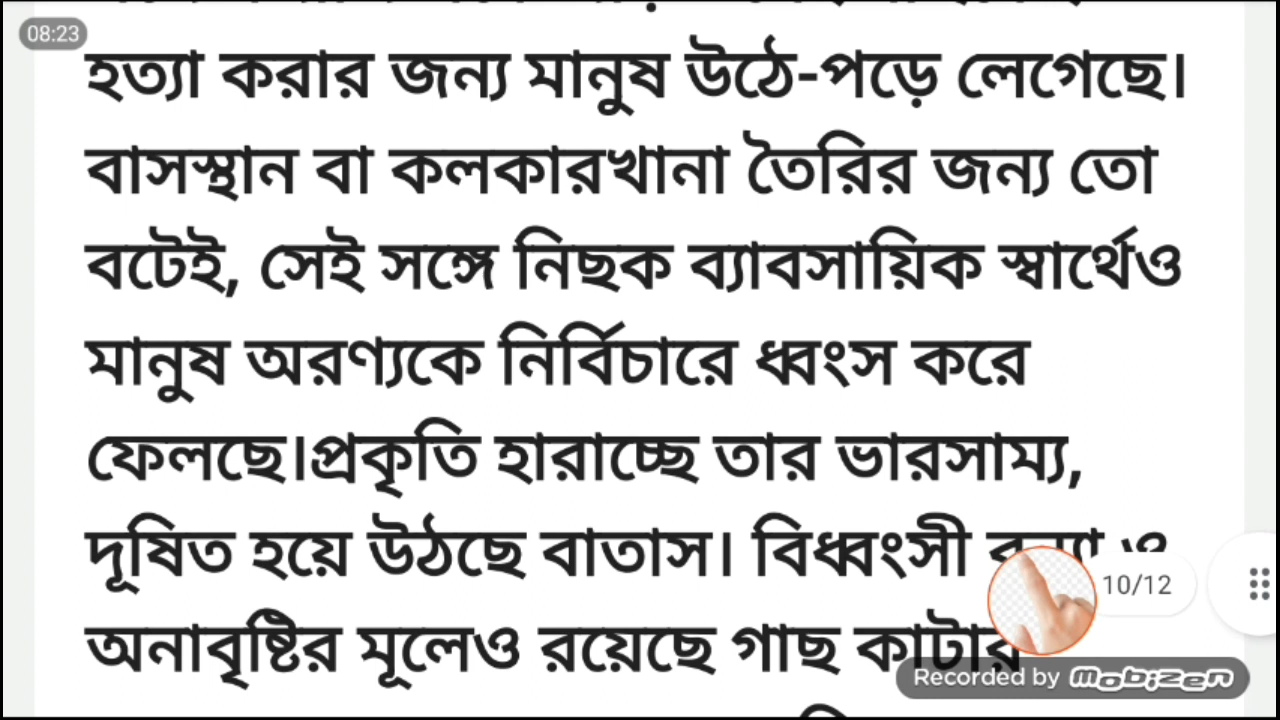 08:23
হত্যা করার জন্য মানুষ উঠে-পড়ে লেগেছে।
বাসস্থান বা কলকারখানা তৈরির জন্য তো
বটেই, সেই সঙ্গে নিছক ব্যাবসায়িক স্বার্থেও
মানুষ অরণ্যকে নির্বিচারে ধ্বংস করে
ফেলছে।প্রকৃতি হারাচ্ছে তার ভারসাম্য,
দূষিত হয়ে উঠছে বাতাস। বিধ্বংসী বন্যা ও
10/12
অনাবৃষ্টির মূলেও রয়েছে গাছ কাটার
Recorded by mobizen